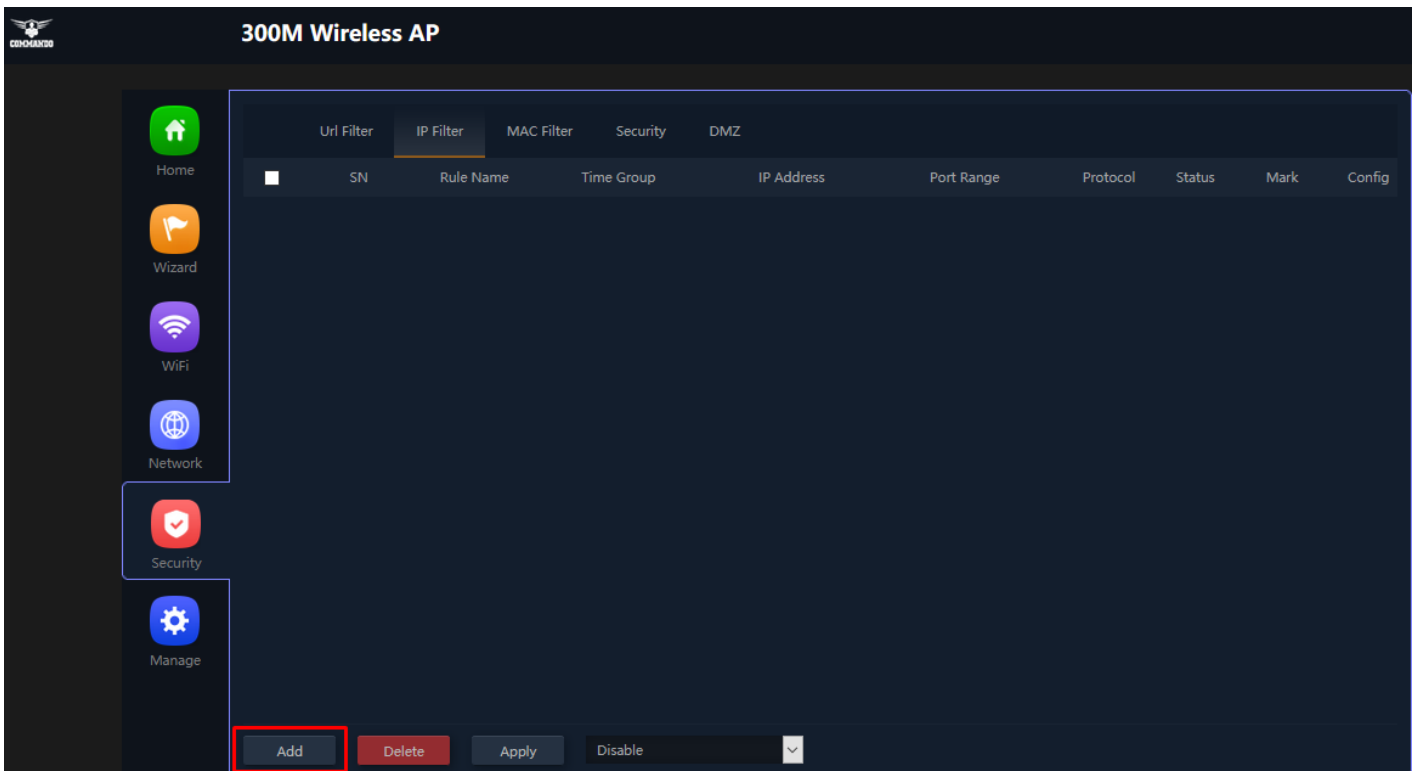 COMMANDO
300M Wireless AP
Url Filter IP Filter MAC Filter Security DMZ
SN Rule Name Time Group IP Address Port Range Protocol Status Mark Config
Home
Wizard
WiFi
Network
Security
Manage
Add Delete Apply Disable